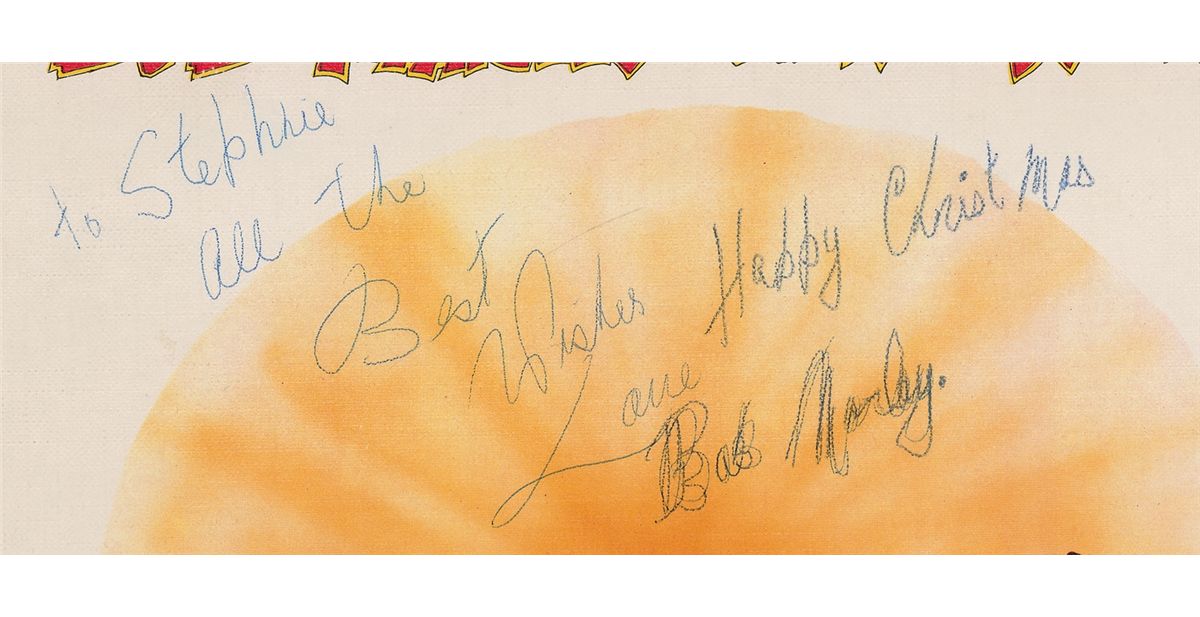 to Stephnie
All The
Best
Wishes
Happy Christmas
Love
Bob Marley.